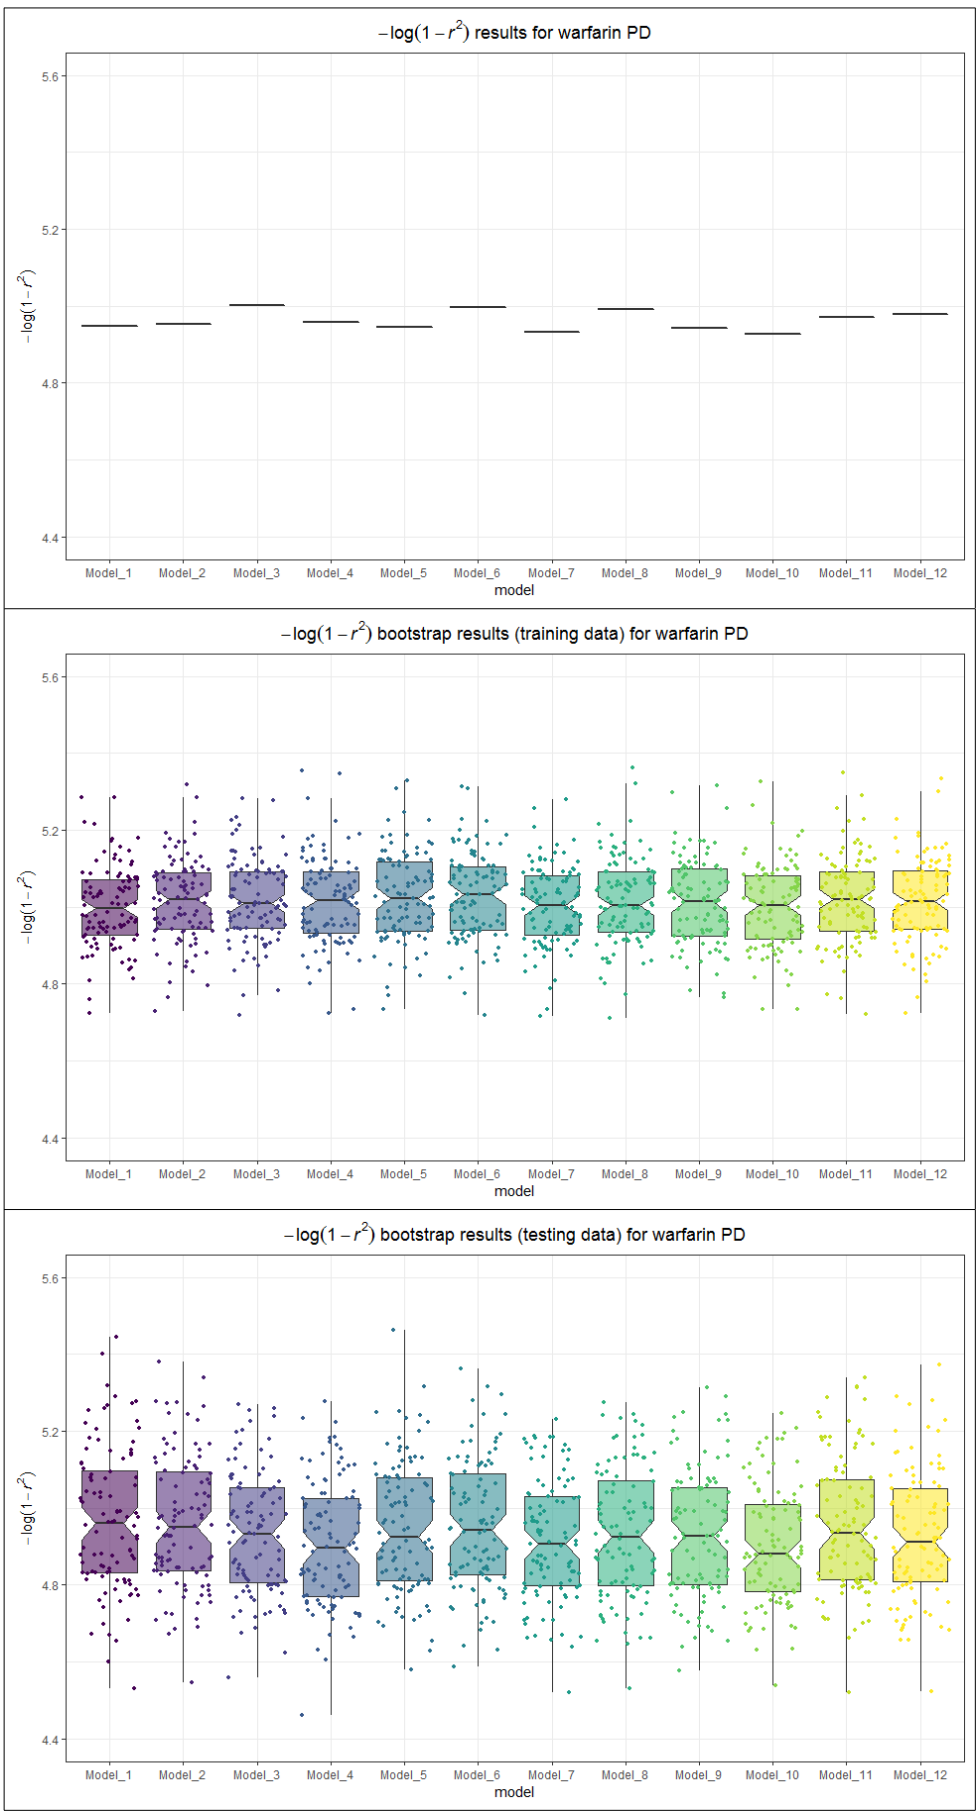 −log(1 − r²) results for warfarin PD
−log(1 − r²)
5.6
5.2
4.8
4.4
Model_1 Model_2 Model_3 Model_4 Model_5 Model_6 Model_7 Model_8 Model_9 Model_10 Model_11 Model_12
model
−log(1 − r²) bootstrap results (training data) for warfarin PD
−log(1 − r²)
5.6
5.2
4.8
4.4
Model_1 Model_2 Model_3 Model_4 Model_5 Model_6 Model_7 Model_8 Model_9 Model_10 Model_11 Model_12
model
−log(1 − r²) bootstrap results (testing data) for warfarin PD
−log(1 − r²)
5.6
5.2
4.8
4.4
Model_1 Model_2 Model_3 Model_4 Model_5 Model_6 Model_7 Model_8 Model_9 Model_10 Model_11 Model_12
model